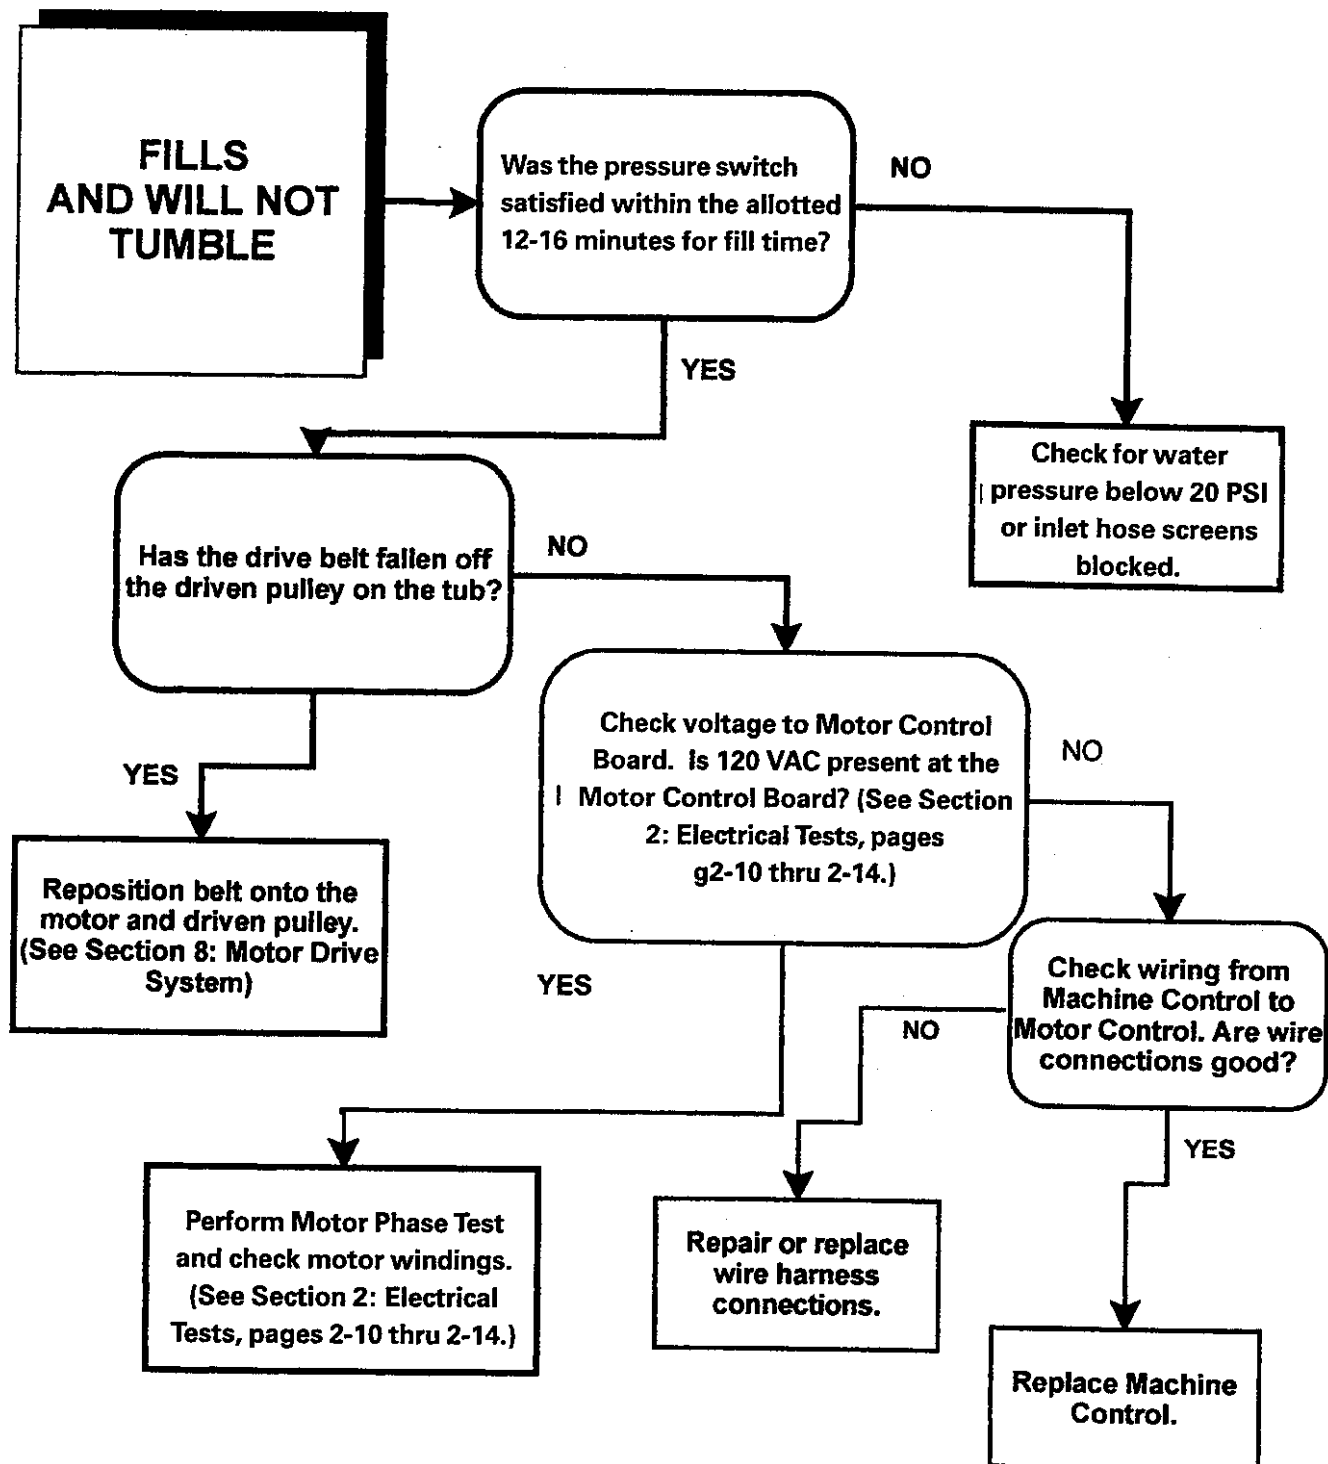 FILLS
AND WILL NOT
TUMBLE
Was the pressure switch
satisfied within the allotted
12-16 minutes for fill time?
NO
YES
Check for water
pressure below 20 PSI
or inlet hose screens
blocked.
Has the drive belt fallen off
the driven pulley on the tub?
NO
YES
Check voltage to Motor Control
Board. Is 120 VAC present at the
Motor Control Board? (See Section
2: Electrical Tests, pages
g2-10 thru 2-14.)
NO
YES
Reposition belt onto the
motor and driven pulley.
(See Section 8: Motor Drive
System)
Check wiring from
Machine Control to
Motor Control. Are wire
connections good?
NO
YES
Perform Motor Phase Test
and check motor windings.
(See Section 2: Electrical
Tests, pages 2-10 thru 2-14.)
Repair or replace
wire harness
connections.
Replace Machine
Control.